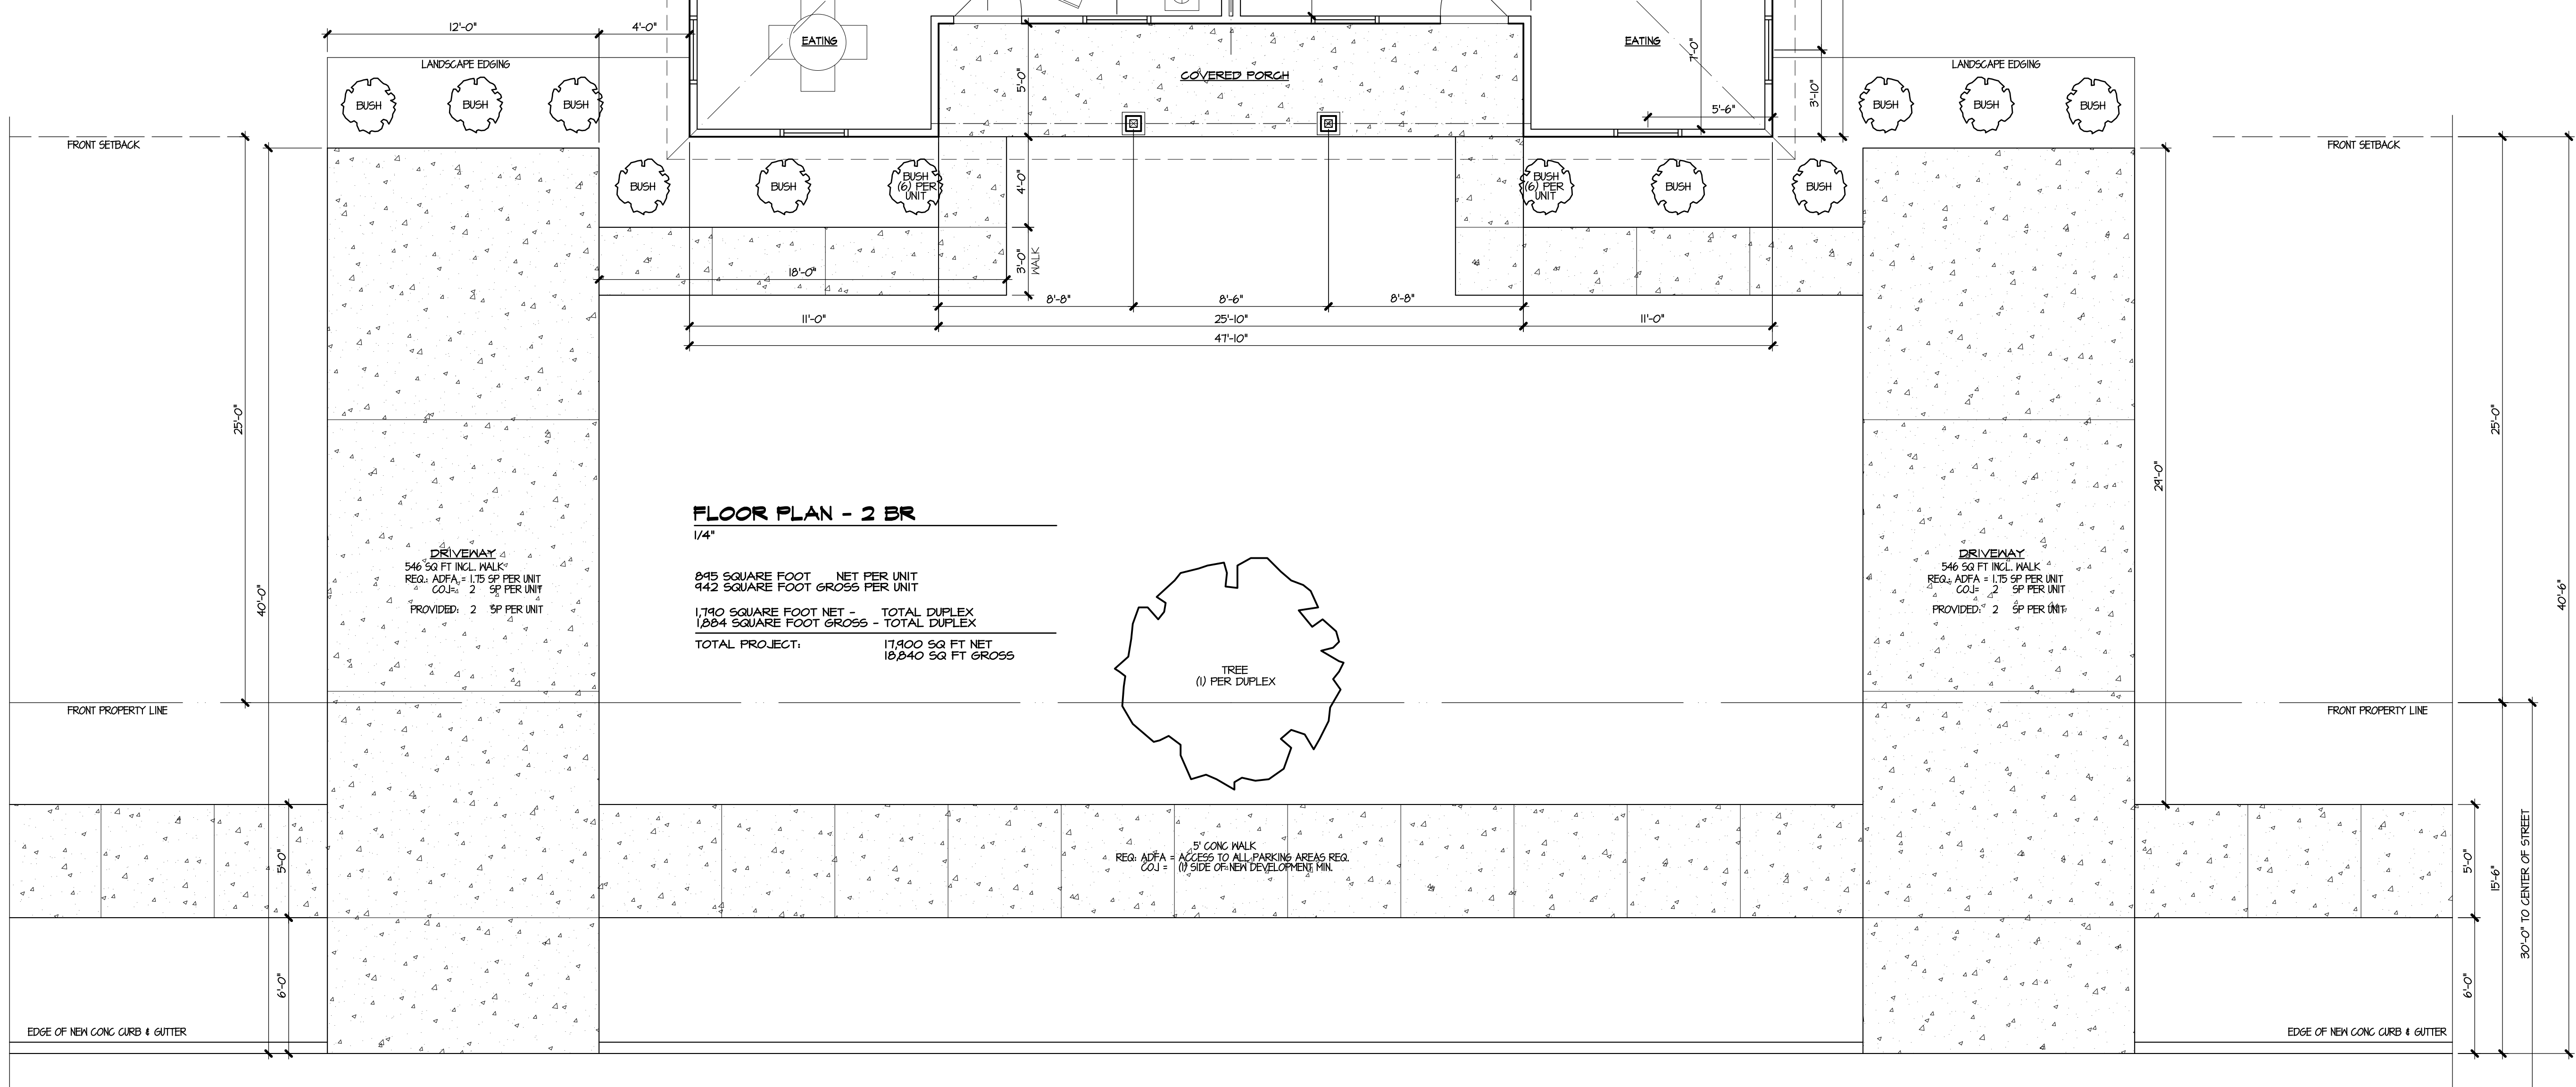 12'-0"
4'-0"
EATING
COVERED PORCH
EATING
7'-0"
5'-6"
3'-10"
5'-0"
LANDSCAPE EDGING
LANDSCAPE EDGING
BUSH
BUSH
BUSH
BUSH
BUSH
BUSH
FRONT SETBACK
FRONT SETBACK
BUSH
BUSH
BUSH
(6) PER
UNIT
4'-0"
BUSH
(6) PER
UNIT
BUSH
BUSH
3'-0"
WALK
18'-0"
8'-8"
8'-6"
8'-8"
11'-0"
25'-10"
11'-0"
47'-10"
25'-0"
40'-0"
29'-0"
25'-0"
40'-6"
FLOOR PLAN - 2 BR
1/4"
895 SQUARE FOOT NET PER UNIT
942 SQUARE FOOT GROSS PER UNIT
1,790 SQUARE FOOT NET - TOTAL DUPLEX
1,884 SQUARE FOOT GROSS - TOTAL DUPLEX
TOTAL PROJECT: 17,900 SQ FT NET
18,840 SQ FT GROSS
DRIVEWAY
546 SQ FT INCL. WALK
REQ.: ADFA = 1.75 SP PER UNIT
COJ= 2 SP PER UNIT
PROVIDED: 2 SP PER UNIT
DRIVEWAY
546 SQ FT INCL. WALK
REQ.: ADFA = 1.75 SP PER UNIT
COJ= 2 SP PER UNIT
PROVIDED: 2 SP PER UNIT
TREE
(1) PER DUPLEX
FRONT PROPERTY LINE
FRONT PROPERTY LINE
5' CONC WALK
REQ: ADFA = ACCESS TO ALL PARKING AREAS REQ.
COJ = (1) SIDE OF NEW DEVELOPMENT MIN.
5'-0"
6'-0"
5'-0"
6'-0"
15'-6"
30'-0" TO CENTER OF STREET
EDGE OF NEW CONC CURB & GUTTER
EDGE OF NEW CONC CURB & GUTTER